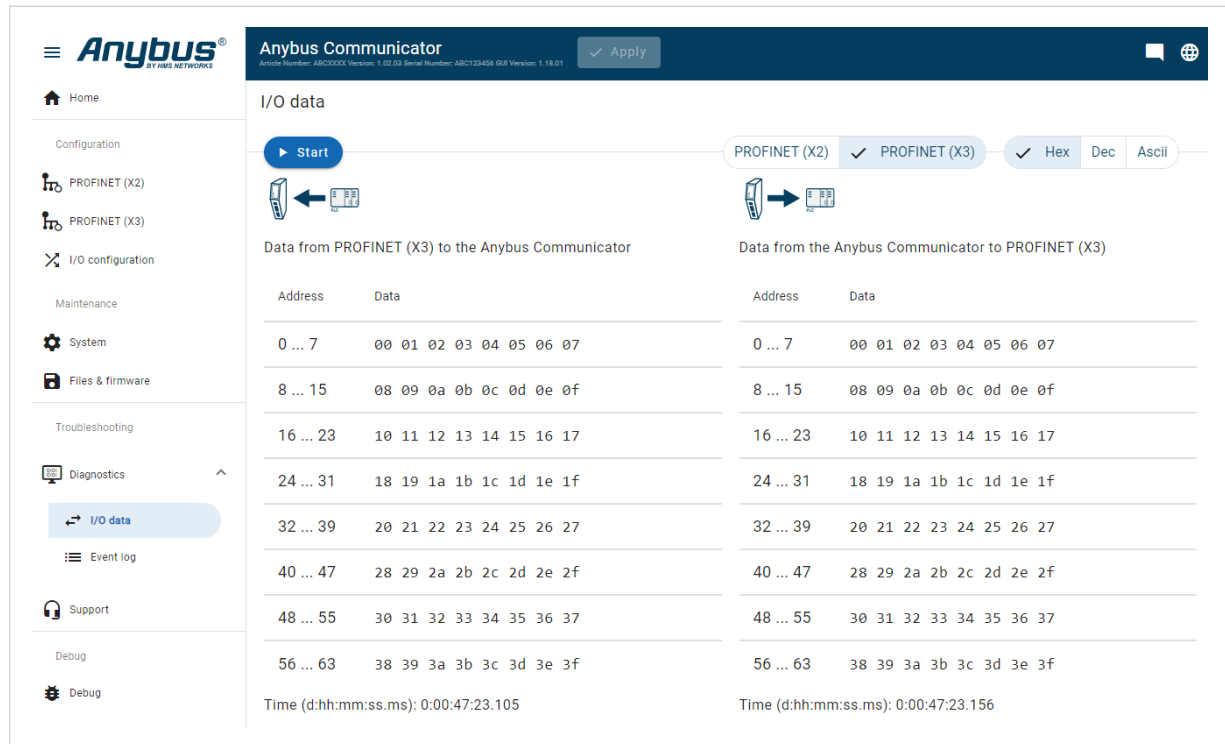 Anybus®
BY HMS NETWORKS
Anybus Communicator
Article Number: ABCXXXX Version: 1.02.03 Serial Number: ABC123456 GUI Version: 1.18.01
Apply
Home
Configuration
PROFINET (X2)
PROFINET (X3)
I/O configuration
Maintenance
System
Files & firmware
Troubleshooting
Diagnostics
I/O data
Event log
Support
Debug
Debug
I/O data
Start
PROFINET (X2) PROFINET (X3) Hex Dec Ascii
PLC
Data from PROFINET (X3) to the Anybus Communicator
Address Data
0 ... 7 00 01 02 03 04 05 06 07
8 ... 15 08 09 0a 0b 0c 0d 0e 0f
16 ... 23 10 11 12 13 14 15 16 17
24 ... 31 18 19 1a 1b 1c 1d 1e 1f
32 ... 39 20 21 22 23 24 25 26 27
40 ... 47 28 29 2a 2b 2c 2d 2e 2f
48 ... 55 30 31 32 33 34 35 36 37
56 ... 63 38 39 3a 3b 3c 3d 3e 3f
Time (d:hh:mm:ss.ms): 0:00:47:23.105
PLC
Data from the Anybus Communicator to PROFINET (X3)
Address Data
0 ... 7 00 01 02 03 04 05 06 07
8 ... 15 08 09 0a 0b 0c 0d 0e 0f
16 ... 23 10 11 12 13 14 15 16 17
24 ... 31 18 19 1a 1b 1c 1d 1e 1f
32 ... 39 20 21 22 23 24 25 26 27
40 ... 47 28 29 2a 2b 2c 2d 2e 2f
48 ... 55 30 31 32 33 34 35 36 37
56 ... 63 38 39 3a 3b 3c 3d 3e 3f
Time (d:hh:mm:ss.ms): 0:00:47:23.156